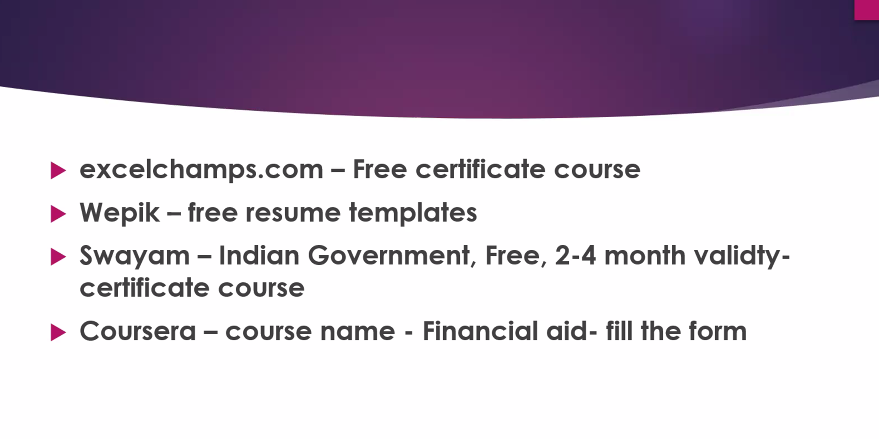 excelchamps.com – Free certificate course
Wepik – free resume templates
Swayam – Indian Government, Free, 2-4 month validty-
certificate course
Coursera – course name - Financial aid- fill the form